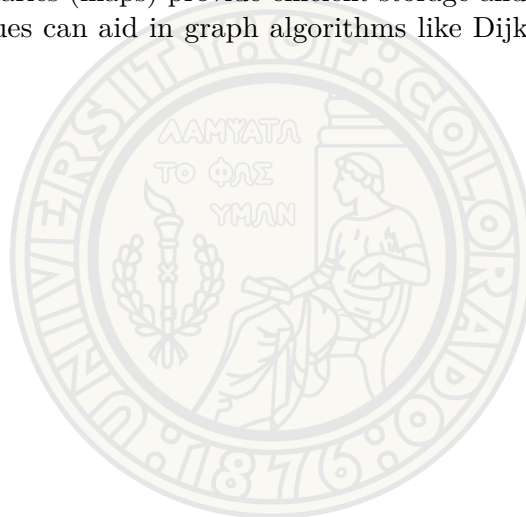 (maps) provide efficient storage and
ues can aid in graph algorithms like Dijk
UNIVERSITY OF COLORADO
ΛΑΜΨΑΤΩ
ΤΟ ΦΩΣ
ΥΜΩΝ
1876